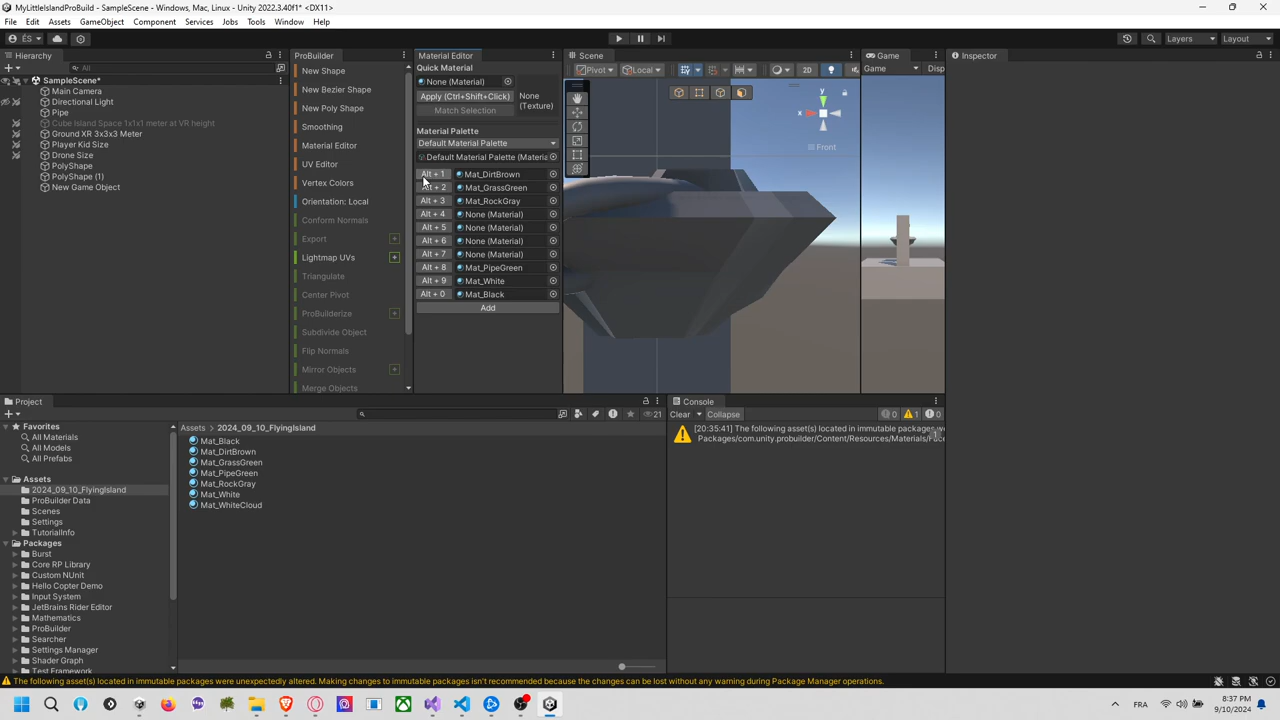 MyLittleIslandProBuild - SampleScene - Windows, Mac, Linux - Unity 2022.3.40f1* <DX11>
File Edit Assets GameObject Component Services Jobs Tools Window Help
ÉS Layers Layout
Hierarchy ProBuilder Material Editor Scene Game Inspector
All
SampleScene*
Main Camera
Directional Light
Pipe
Cube Island Space 1x1x1 meter at VR height
Ground XR 3x3x3 Meter
Player Kid Size
Drone Size
PolyShape
PolyShape (1)
New Game Object
New Shape
New Bezier Shape
New Poly Shape
Smoothing
Material Editor
UV Editor
Vertex Colors
Orientation: Local
Conform Normals
Export
Lightmap UVs
Triangulate
Center Pivot
ProBuilderize
Subdivide Object
Flip Normals
Mirror Objects
Merge Objects
Quick Material
None (Material)
Apply (Ctrl+Shift+Click)
Match Selection
None
(Texture)
Material Palette
Default Material Palette
Default Material Palette (Materia
Alt + 1 Mat_DirtBrown
Alt + 2 Mat_GrassGreen
Alt + 3 Mat_RockGray
Alt + 4 None (Material)
Alt + 5 None (Material)
Alt + 6 None (Material)
Alt + 7 None (Material)
Alt + 8 Mat_PipeGreen
Alt + 9 Mat_White
Alt + 0 Mat_Black
Add
Pivot Local 2D
y
x
Front
Game Disp
Project
21
Favorites
All Materials
All Models
All Prefabs
Assets
2024_09_10_FlyingIsland
ProBuilder Data
Scenes
Settings
TutorialInfo
Packages
Burst
Core RP Library
Custom NUnit
Hello Copter Demo
Input System
JetBrains Rider Editor
Mathematics
ProBuilder
Searcher
Settings Manager
Shader Graph
Test Framework
Assets > 2024_09_10_FlyingIsland
Mat_Black
Mat_DirtBrown
Mat_GrassGreen
Mat_PipeGreen
Mat_RockGray
Mat_White
Mat_WhiteCloud
Console
Clear Collapse 0 1 0
[20:35:41] The following asset(s) located in immutable packages we
Packages/com.unity.probuilder/Content/Resources/Materials/Face
1
The following asset(s) located in immutable packages were unexpectedly altered. Making changes to immutable packages isn't recommended because the changes can be lost without any warning during Package Manager operations.
FRA
8:37 PM
9/10/2024